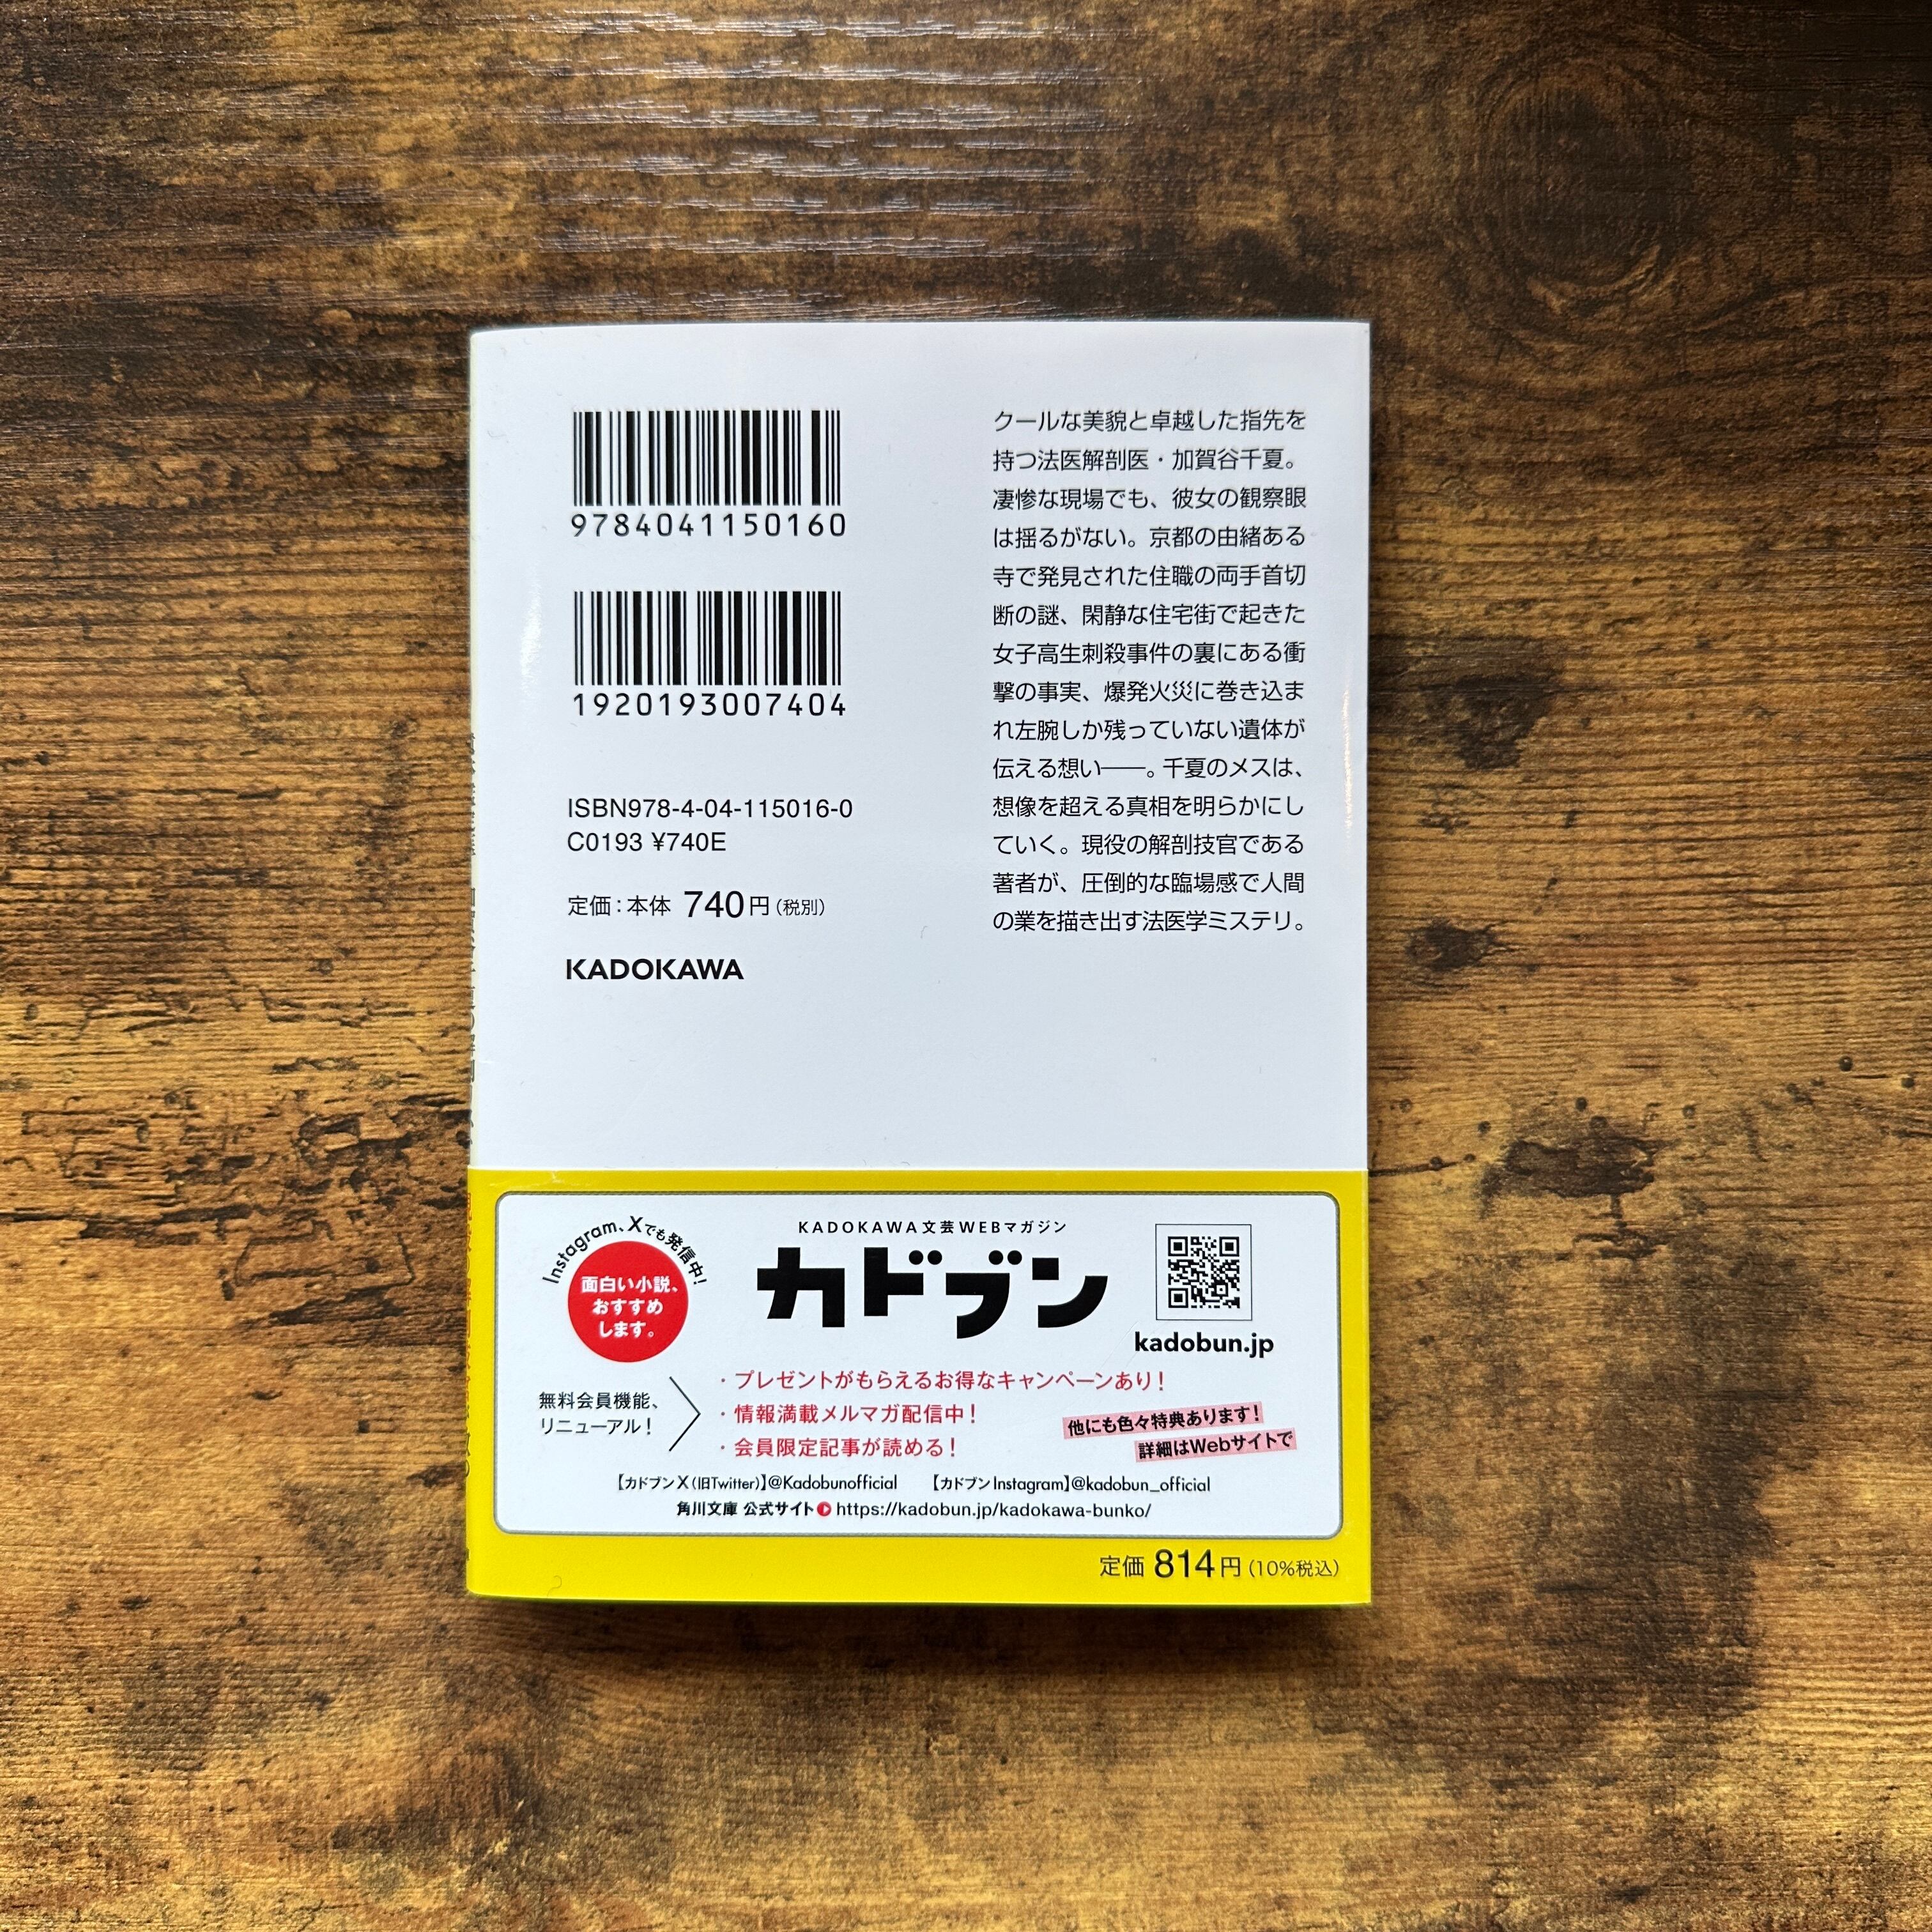 9784041150160
1920193007404
ISBN978-4-04-115016-0
C0193 ¥740E
定価:本体 740円(税別)
KADOKAWA
クールな美貌と卓越した指先を
持つ法医解剖医・加賀谷千夏。
凄惨な現場でも、彼女の観察眼
は揺るがない。京都の由緒ある
寺で発見された住職の両手首切
断の謎、閑静な住宅街で起きた
女子高生刺殺事件の裏にある衝
撃の事実、爆発火災に巻き込ま
れ左腕しか残っていない遺体が
伝える想い――。千夏のメスは、
想像を超える真相を明らかにし
ていく。現役の解剖技官である
著者が、圧倒的な臨場感で人間
の業を描き出す法医学ミステリ。
Instagram、Xでも発信中!
面白い小説、
おすすめ
します。
KADOKAWA文芸WEBマガジン
カドブン
kadobun.jp
無料会員機能、
リニューアル!
・プレゼントがもらえるお得なキャンペーンあり!
・情報満載メルマガ配信中!
・会員限定記事が読める!
他にも色々特典あります!
詳細はWebサイトで
【カドブンX(旧Twitter)】@Kadobunofficial 【カドブンInstagram】@kadobun_official
角川文庫 公式サイト https://kadobun.jp/kadokawa-bunko/
定価 814円(10%税込)